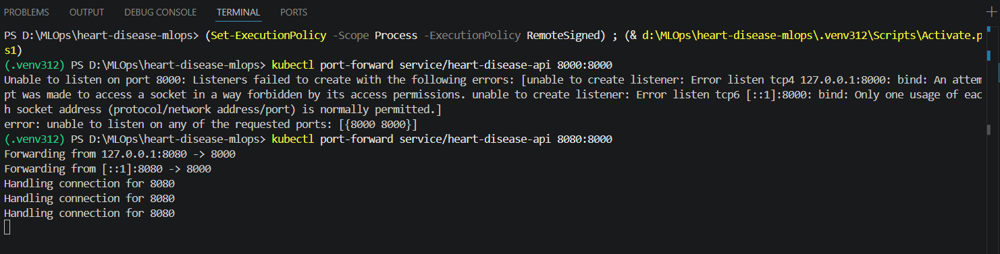 PROBLEMS OUTPUT DEBUG CONSOLE TERMINAL PORTS
PS D:\MLOps\heart-disease-mlops> (Set-ExecutionPolicy -Scope Process -ExecutionPolicy RemoteSigned) ; (& d:\MLOps\heart-disease-mlops\.venv312\Scripts\Activate.p
s1)
(.venv312) PS D:\MLOps\heart-disease-mlops> kubectl port-forward service/heart-disease-api 8000:8000
Unable to listen on port 8000: Listeners failed to create with the following errors: [unable to create listener: Error listen tcp4 127.0.0.1:8000: bind: An attem
pt was made to access a socket in a way forbidden by its access permissions. unable to create listener: Error listen tcp6 [::1]:8000: bind: Only one usage of eac
h socket address (protocol/network address/port) is normally permitted.]
error: unable to listen on any of the requested ports: [{8000 8000}]
(.venv312) PS D:\MLOps\heart-disease-mlops> kubectl port-forward service/heart-disease-api 8080:8000
Forwarding from 127.0.0.1:8080 -> 8000
Forwarding from [::1]:8080 -> 8000
Handling connection for 8080
Handling connection for 8080
Handling connection for 8080